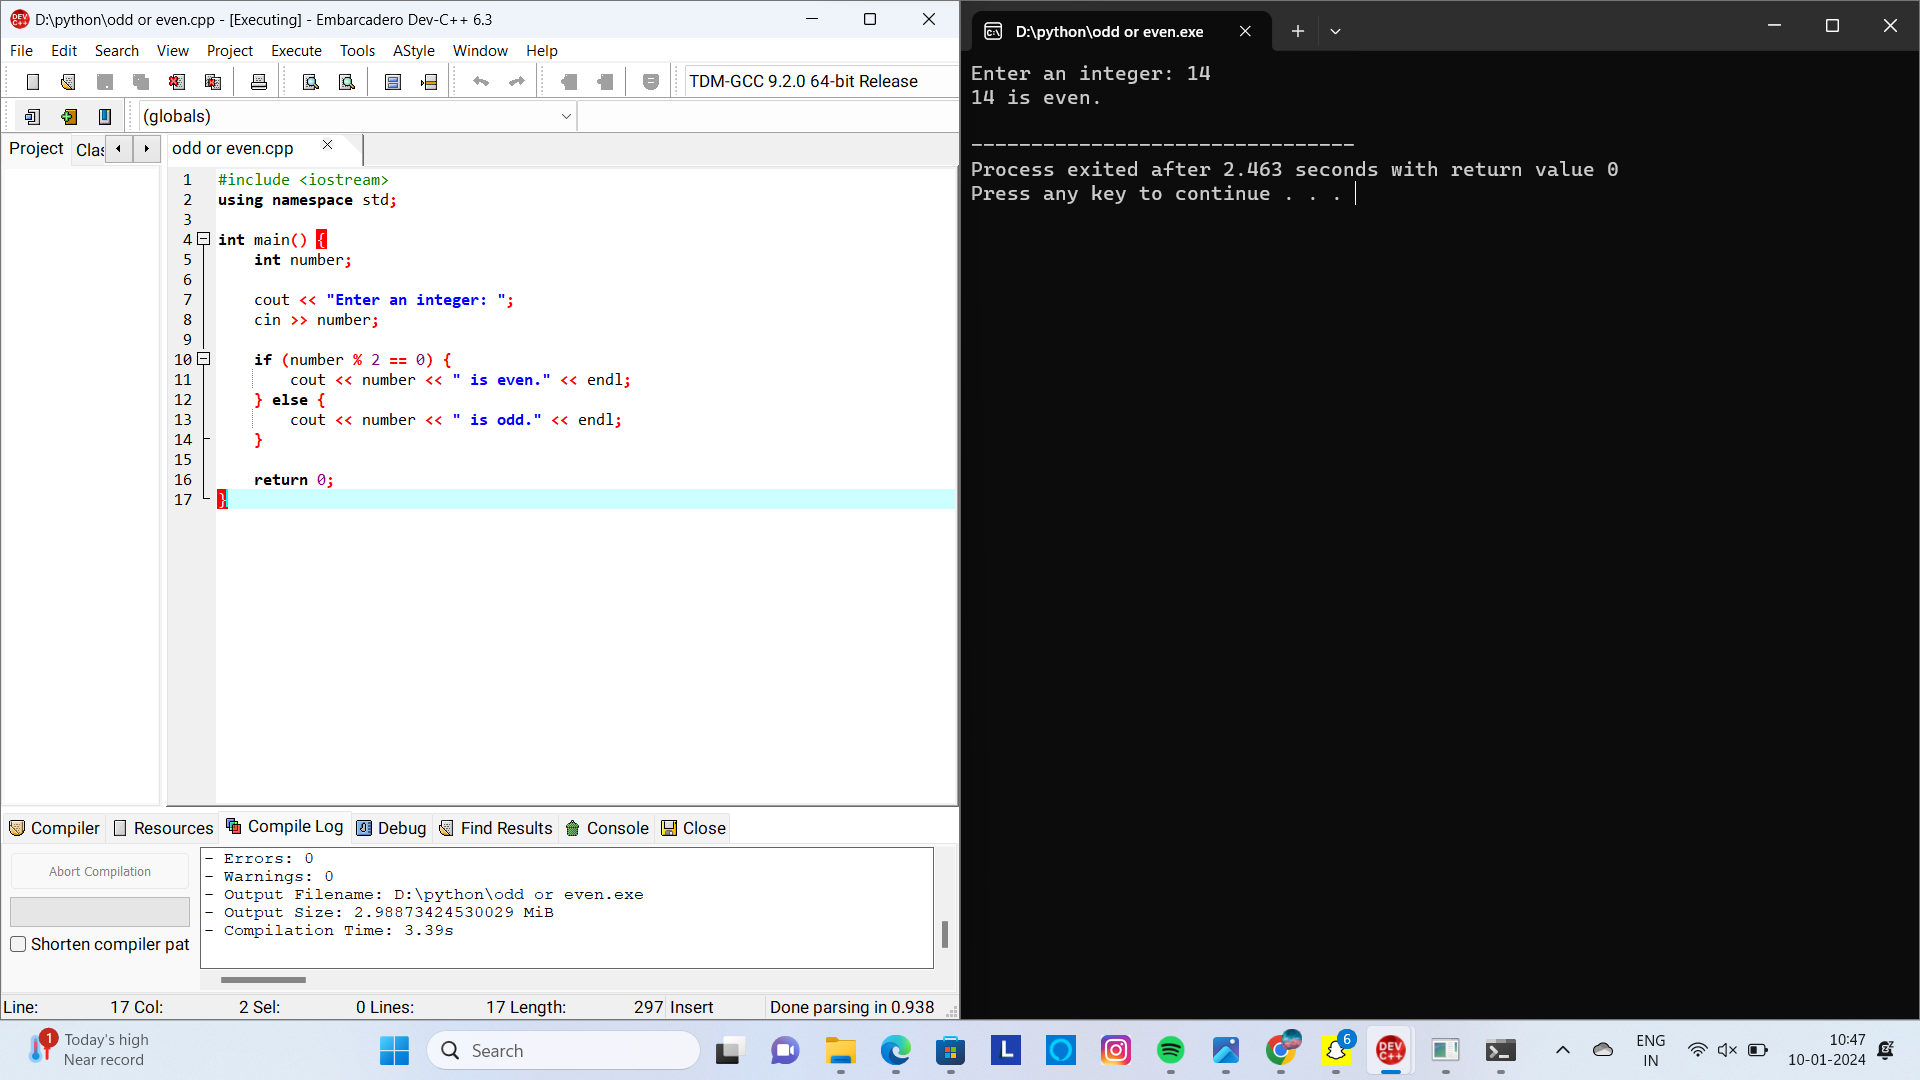 D:\python\odd or even.cpp - [Executing] - Embarcadero Dev-C++ 6.3
File Edit Search View Project Execute Tools AStyle Window Help
TDM-GCC 9.2.0 64-bit Release
(globals)
Project Clas
odd or even.cpp
1 #include <iostream>
2 using namespace std;
3
4 int main() {
5 int number;
6
7 cout << "Enter an integer: ";
8 cin >> number;
9
10 if (number % 2 == 0) {
11 cout << number << " is even." << endl;
12 } else {
13 cout << number << " is odd." << endl;
14 }
15
16 return 0;
17 }
Compiler Resources Compile Log Debug Find Results Console Close
Abort Compilation
Shorten compiler pat
- Errors: 0
- Warnings: 0
- Output Filename: D:\python\odd or even.exe
- Output Size: 2.98873424530029 MiB
- Compilation Time: 3.39s
Line: 17 Col: 2 Sel: 0 Lines: 17 Length: 297 Insert Done parsing in 0.938
D:\python\odd or even.exe
Enter an integer: 14
14 is even.
--------------------------------
Process exited after 2.463 seconds with return value 0
Press any key to continue . . .
1
Today's high
Near record
Search
L
6
DEV
C++
ENG
IN
10:47
10-01-2024